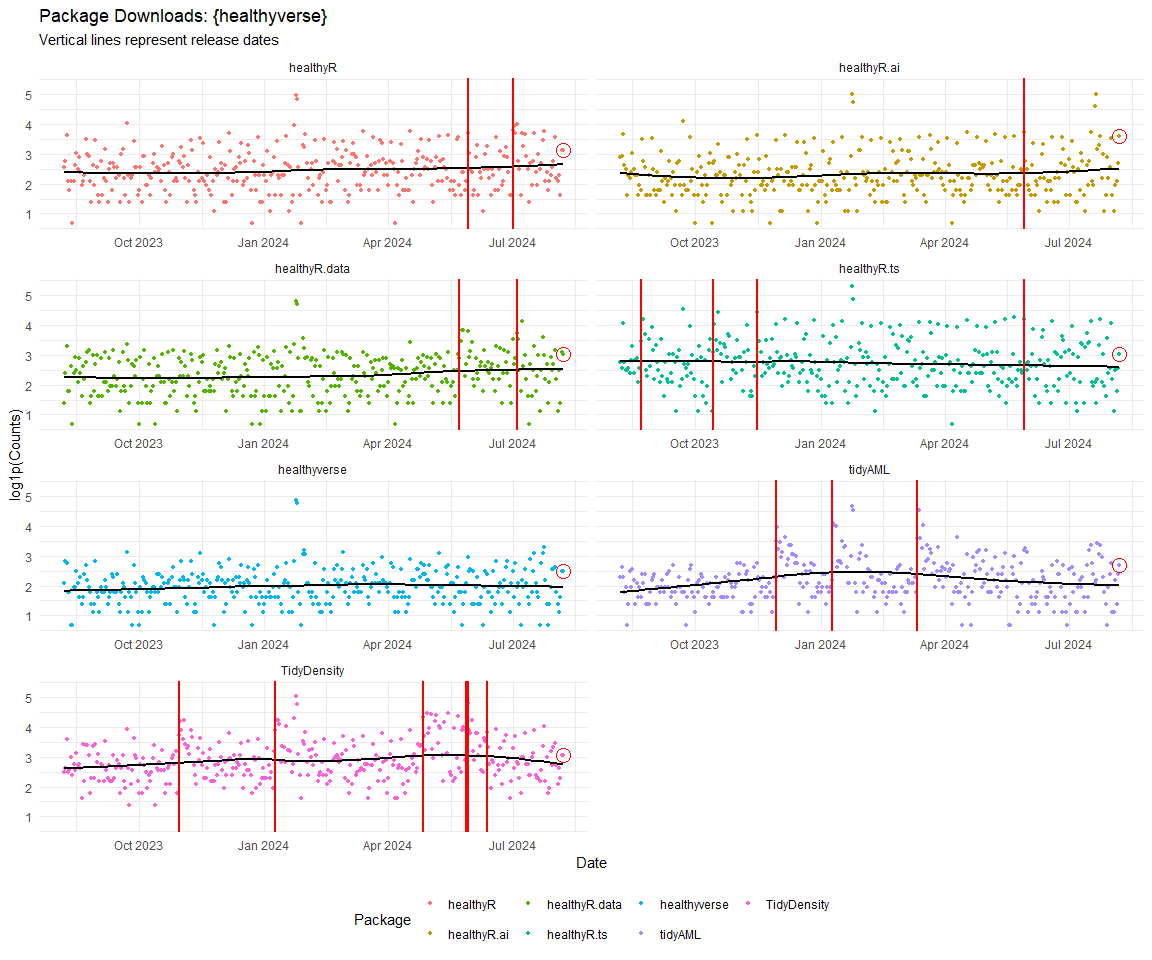 Package Downloads: {healthyverse}
Vertical lines represent release dates
healthyR
healthyR.ai
5
4
3
2
1
Oct 2023 Jan 2024 Apr 2024 Jul 2024
Oct 2023 Jan 2024 Apr 2024 Jul 2024
healthyR.data
healthyR.ts
5
4
3
2
1
Oct 2023 Jan 2024 Apr 2024 Jul 2024
Oct 2023 Jan 2024 Apr 2024 Jul 2024
log1p(Counts)
healthyverse
tidyAML
5
4
3
2
1
Oct 2023 Jan 2024 Apr 2024 Jul 2024
Oct 2023 Jan 2024 Apr 2024 Jul 2024
TidyDensity
5
4
3
2
1
Oct 2023 Jan 2024 Apr 2024 Jul 2024
Date
Package
healthyR healthyR.data healthyverse TidyDensity
healthyR.ai healthyR.ts tidyAML